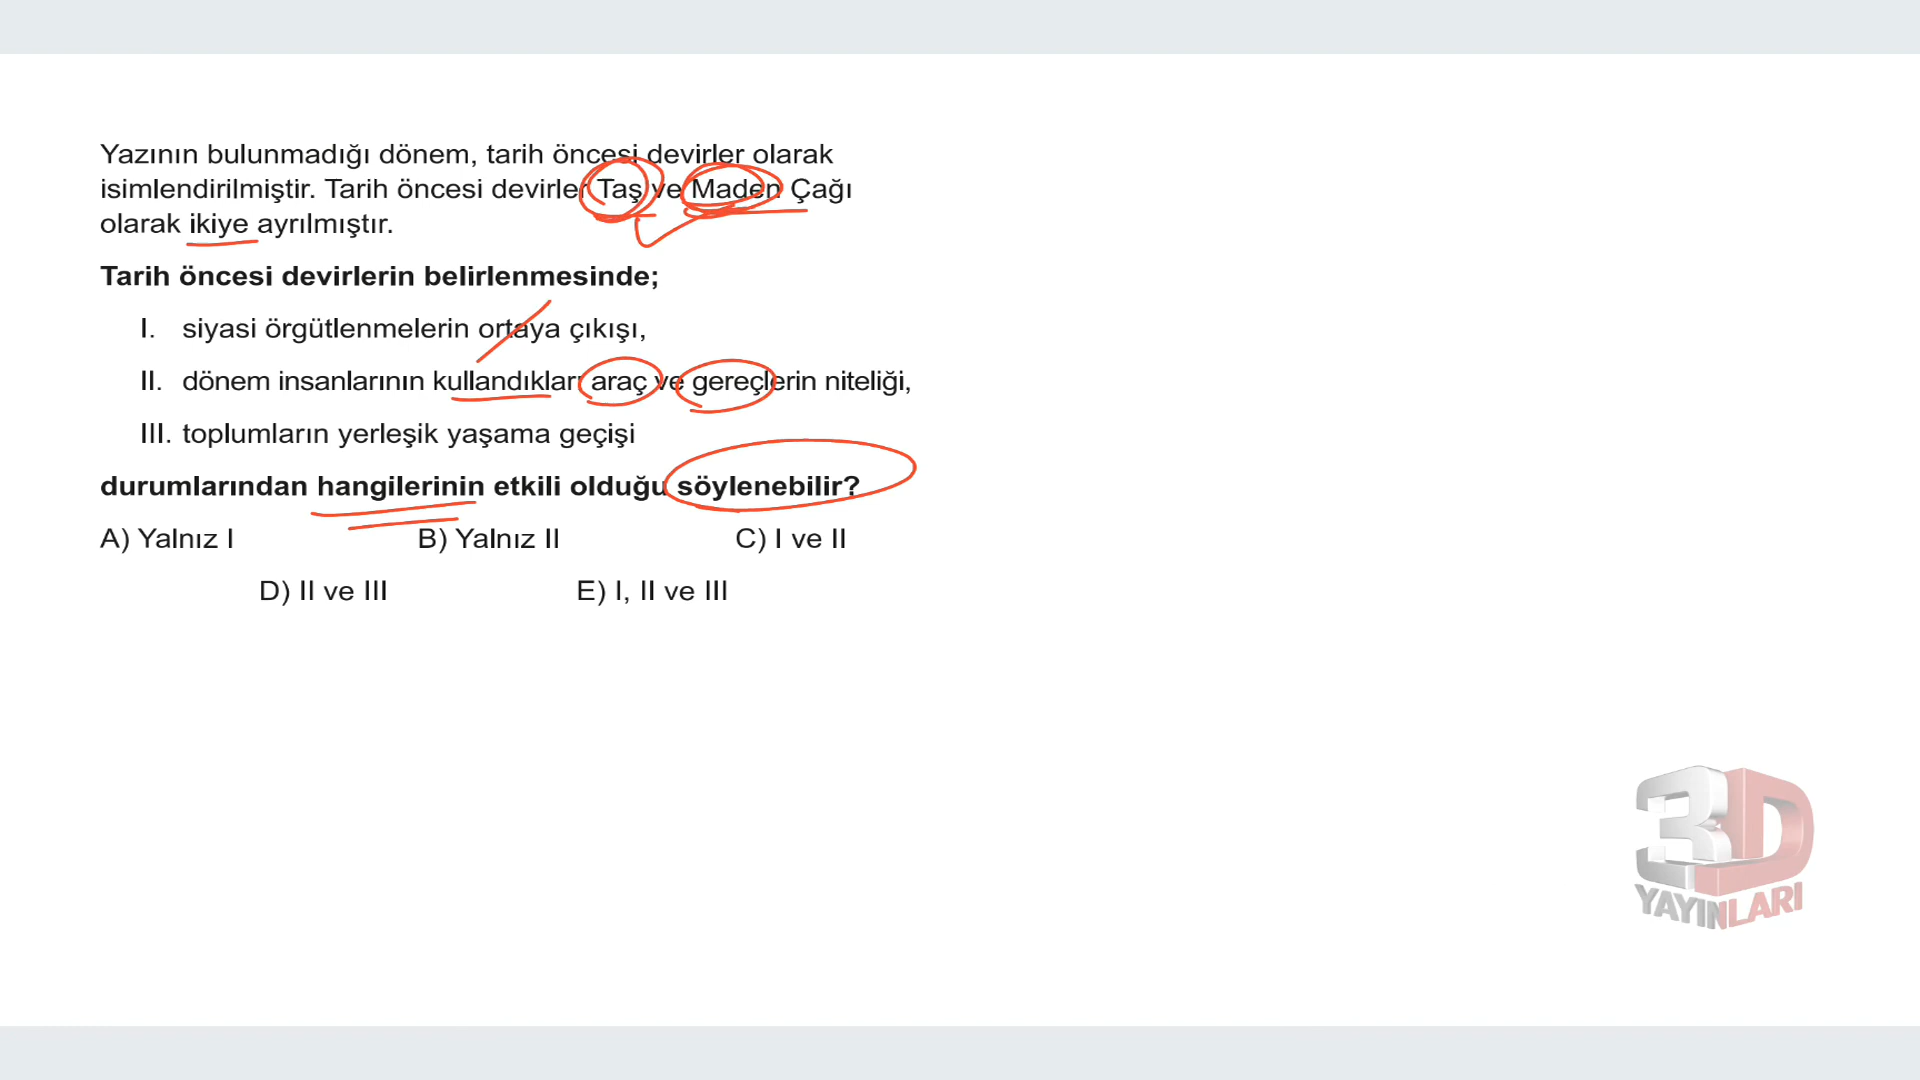 Yazının bulunmadığı dönem, tarih öncesi devirler olarak
isimlendirilmiştir. Tarih öncesi devirler Taş ve Maden Çağı
olarak ikiye ayrılmıştır.
Tarih öncesi devirlerin belirlenmesinde;
I. siyasi örgütlenmelerin ortaya çıkışı,
II. dönem insanlarının kullandıkları araç ve gereçlerin niteliği,
III. toplumların yerleşik yaşama geçişi
durumlarından hangilerinin etkili olduğu söylenebilir?
A) Yalnız I B) Yalnız II C) I ve II
D) II ve III E) I, II ve III
3D
YAYINLARI